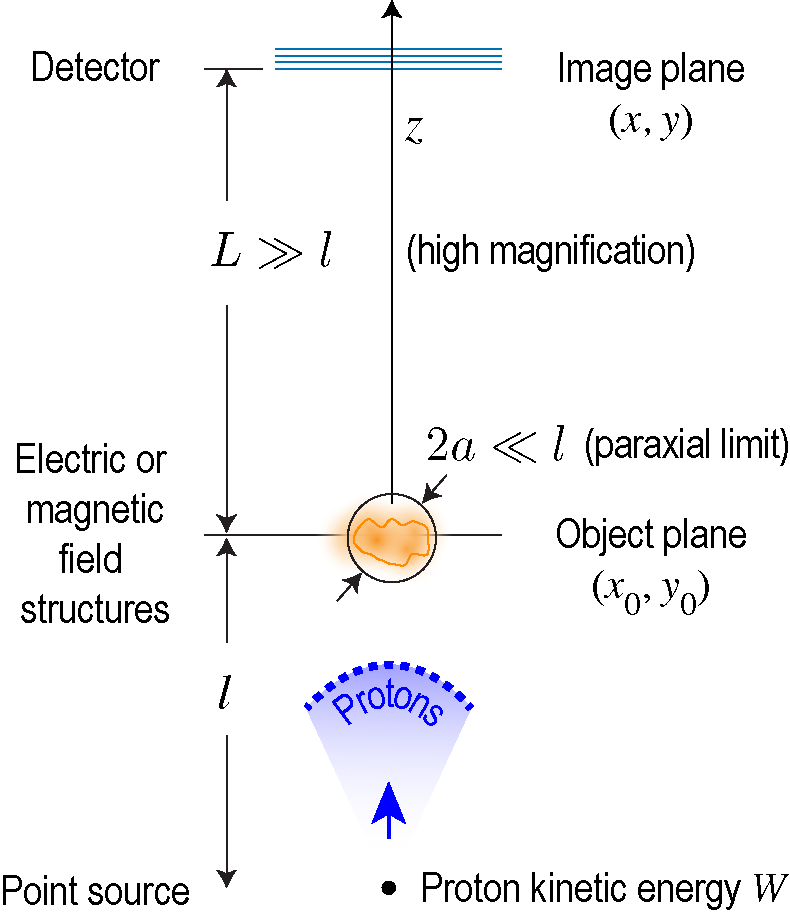 Detector
Image plane
(x, y)
z
L ≫ l
(high magnification)
2a ≪ l (paraxial limit)
Electric or
magnetic
field
structures
Object plane
(x₀, y₀)
l
Protons
Point source
Proton kinetic energy W